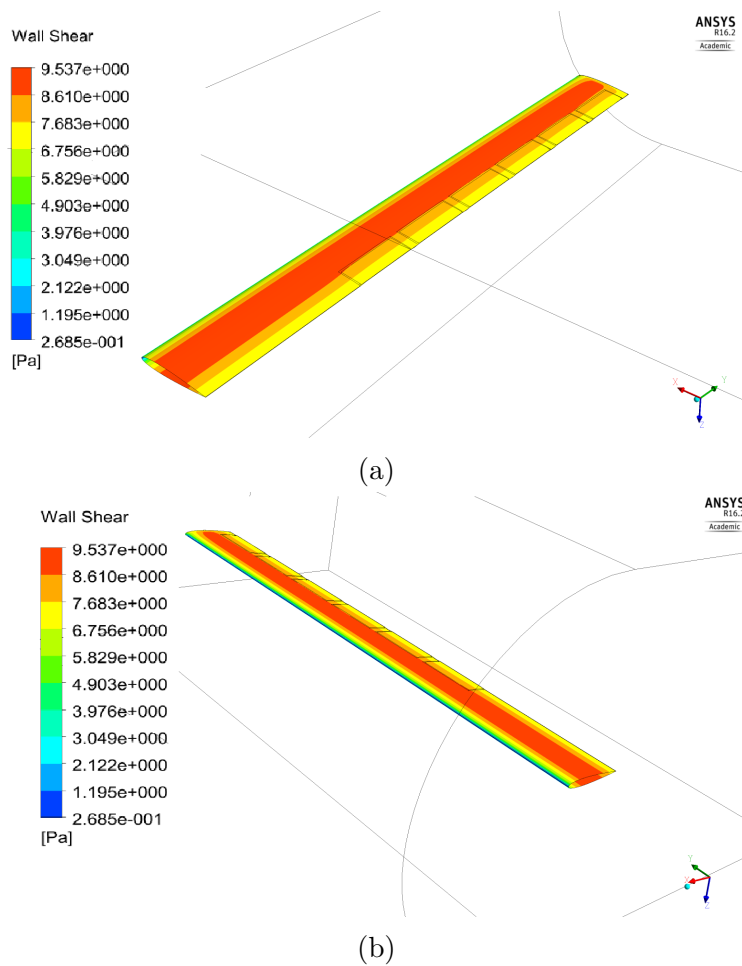 ANSYS
R16.2
Academic
Wall Shear
9.537e+000
8.610e+000
7.683e+000
6.756e+000
5.829e+000
4.903e+000
3.976e+000
3.049e+000
2.122e+000
1.195e+000
2.685e-001
[Pa]
X
Y
Z
(a)
ANSYS
R16.2
Academic
Wall Shear
9.537e+000
8.610e+000
7.683e+000
6.756e+000
5.829e+000
4.903e+000
3.976e+000
3.049e+000
2.122e+000
1.195e+000
2.685e-001
[Pa]
Y
X
Z
(b)